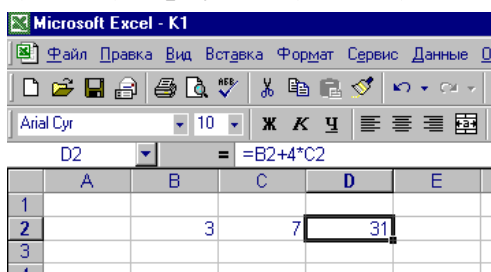 Microsoft Excel - K1
Файл Правка Вид Вставка Формат Сервис Данные
Arial Cyr 10 Ж К Ч
D2 = =B2+4*C2
A B C D E
1
2 3 7 31
3